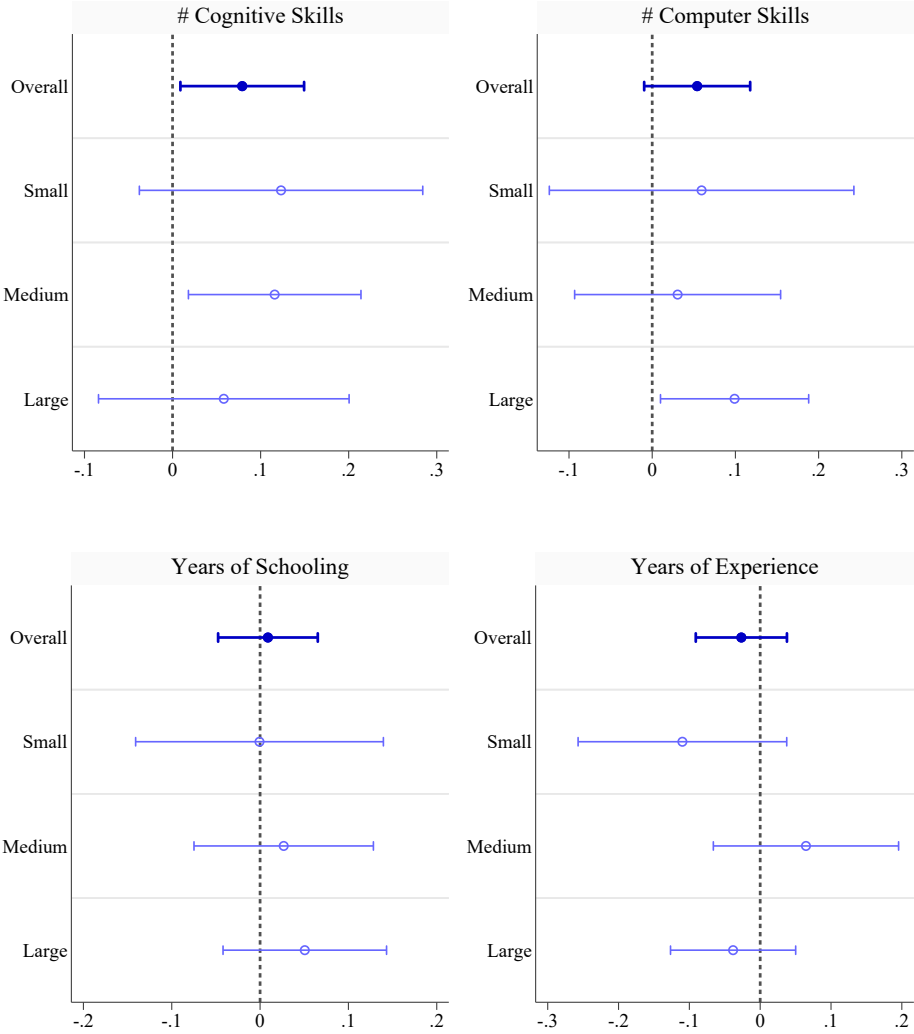 # Cognitive Skills
Overall
Small
Medium
Large
-.1 0 .1 .2 .3
# Computer Skills
Overall
Small
Medium
Large
-.1 0 .1 .2 .3
Years of Schooling
Overall
Small
Medium
Large
-.2 -.1 0 .1 .2
Years of Experience
Overall
Small
Medium
Large
-.3 -.2 -.1 0 .1 .2